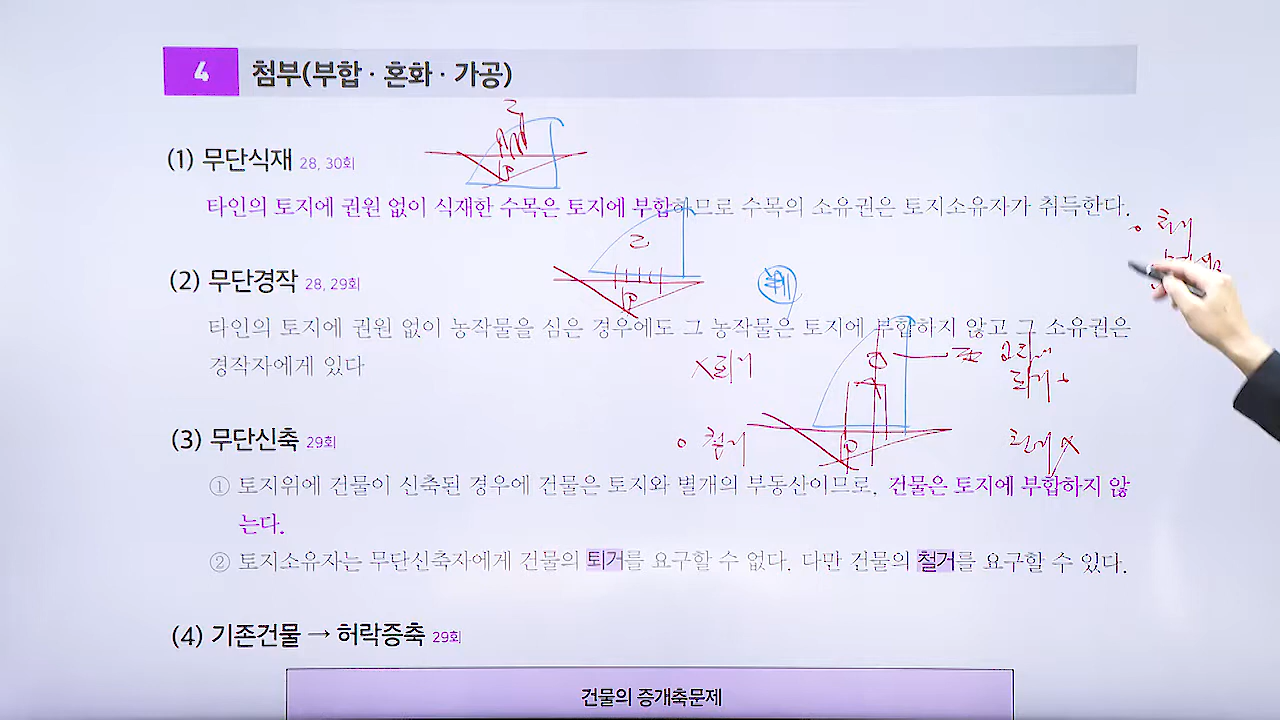 4 첨부(부합 · 혼화 · 가공)
(1) 무단식재 28, 30회
타인의 토지에 권원 없이 식재한 수목은 토지에 부합하므로 수목의 소유권은 토지소유자가 취득한다.
(2) 무단경작 28, 29회
타인의 토지에 권원 없이 농작물을 심은 경우에도 그 농작물은 토지에 부합하지 않고 그 소유권은
경작자에게 있다
X퇴거
퇴거
(3) 무단신축 29회
철거
① 토지위에 건물이 신축된 경우에 건물은 토지와 별개의 부동산이므로, 건물은 토지에 부합하지 않
는다.
② 토지소유자는 무단신축자에게 건물의 퇴거를 요구할 수 없다. 다만 건물의 철거를 요구할 수 있다.
(4) 기존건물 → 허락증축 29회
건물의 증개축문제